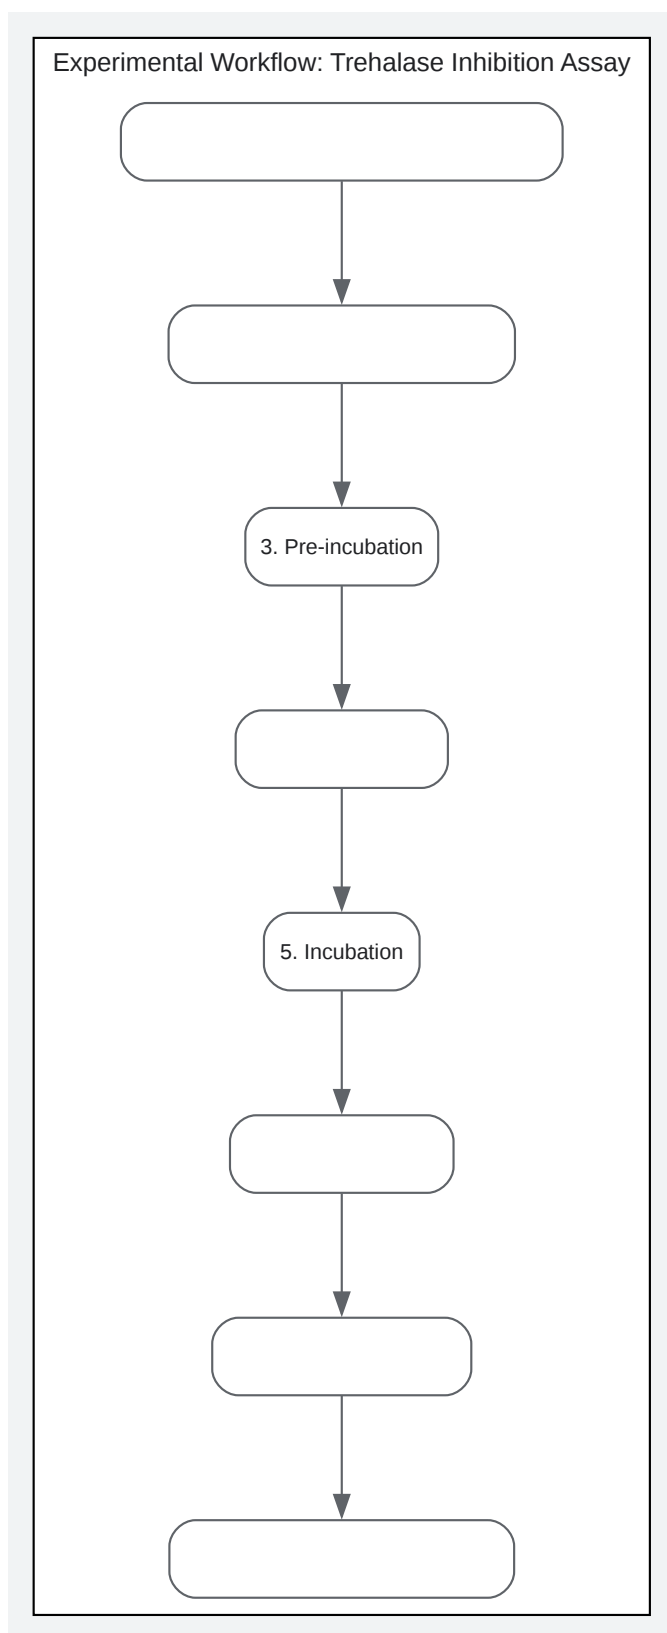 Experimental Workflow: Trehalase Inhibition Assay
3. Pre-incubation
5. Incubation